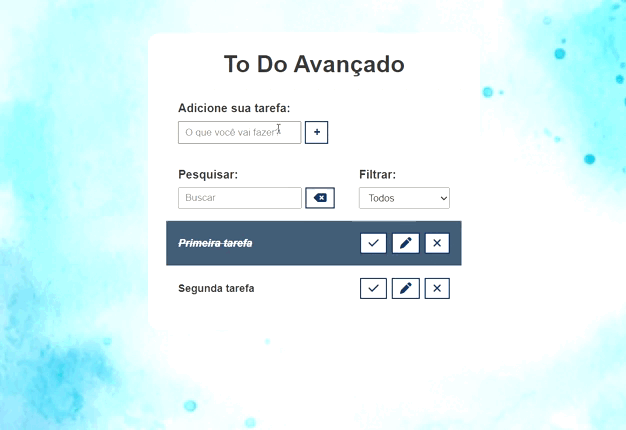 To Do Avançado
Adicione sua tarefa:
O que você vai fazer?
+
Pesquisar:
Filtrar:
Buscar
Todos
Primeira tarefa
Segunda tarefa